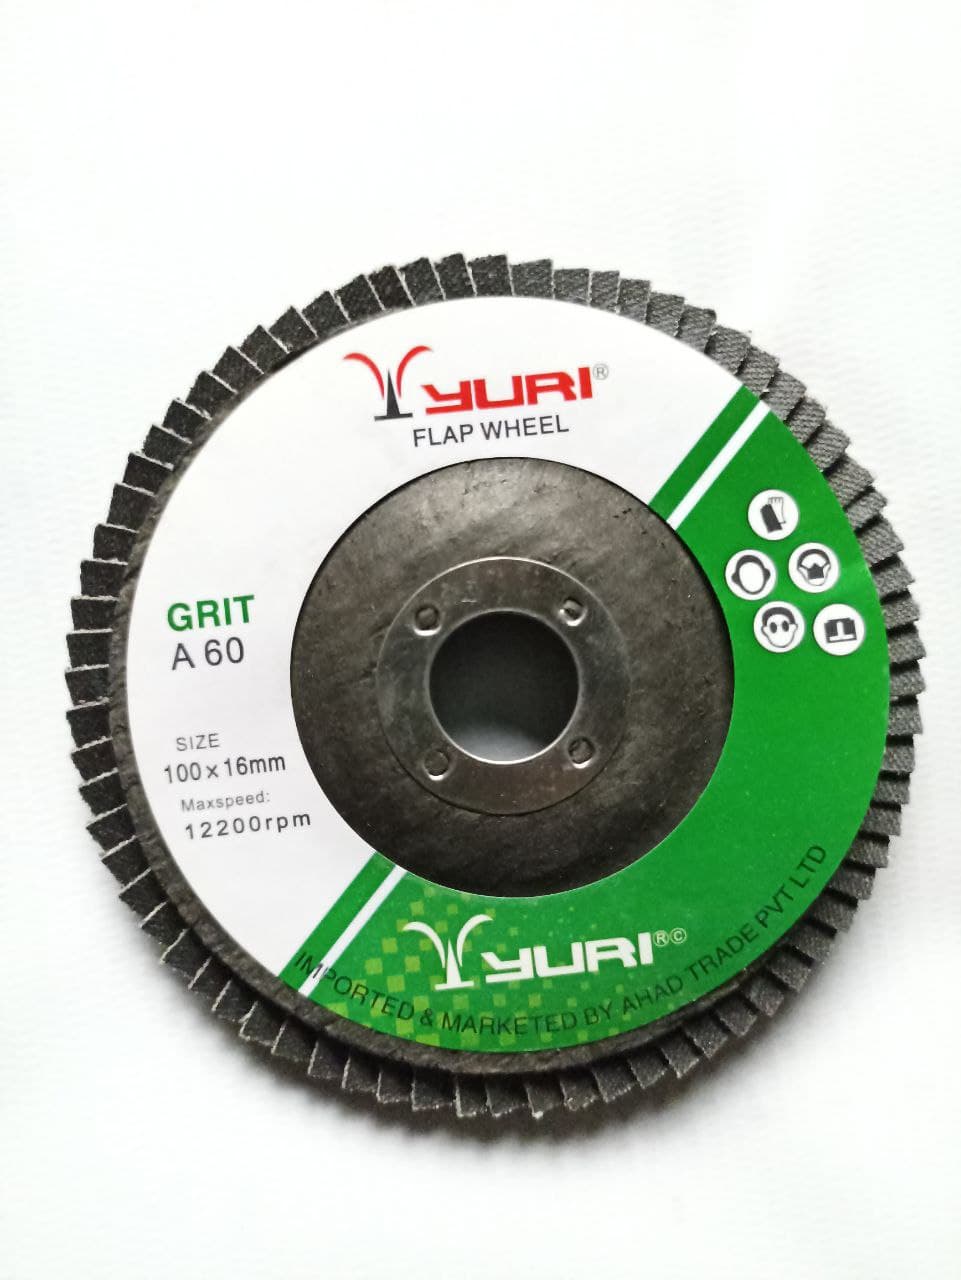 YURI®
FLAP WHEEL
GRIT
A 60
SIZE
100×16mm
Maxspeed:
12200rpm
YURI®©
IMPORTED & MARKETED BY AHAD TRADE PVT LTD